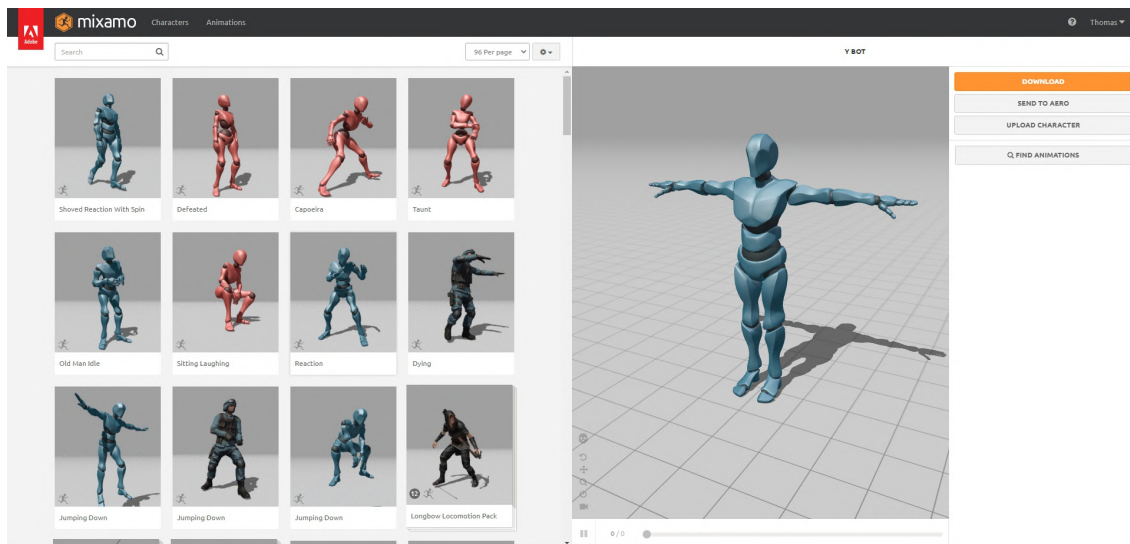 Adobe
mixamo
Characters
Animations
Thomas
Search
96 Per page
Y BOT
DOWNLOAD
SEND TO AERO
UPLOAD CHARACTER
FIND ANIMATIONS
Shoved Reaction With Spin
Defeated
Capoeira
Taunt
Old Man Idle
Sitting Laughing
Reaction
Dying
12
Jumping Down
Jumping Down
Jumping Down
Longbow Locomotion Pack
0 / 0